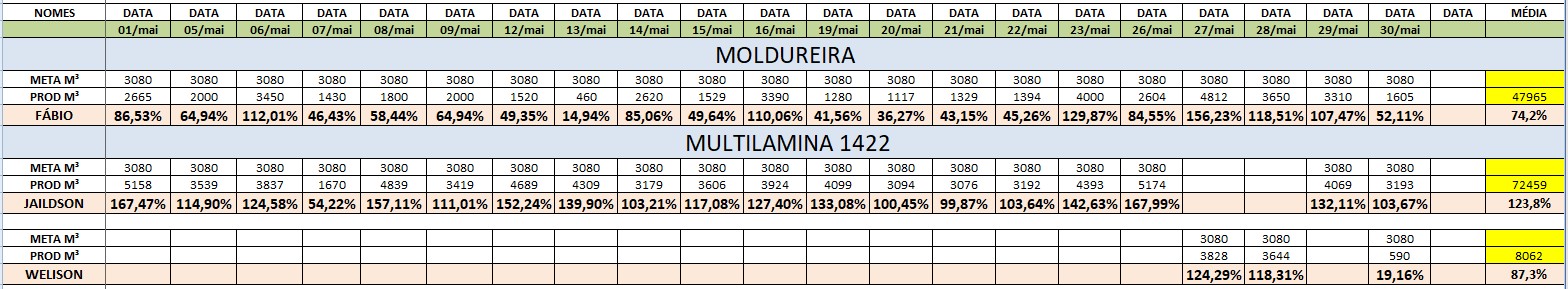 NOMES DATA DATA DATA DATA DATA DATA DATA DATA DATA DATA DATA DATA DATA DATA DATA DATA DATA DATA DATA DATA DATA DATA MÉDIA
01/mai 05/mai 06/mai 07/mai 08/mai 09/mai 12/mai 13/mai 14/mai 15/mai 16/mai 19/mai 20/mai 21/mai 22/mai 23/mai 26/mai 27/mai 28/mai 29/mai 30/mai
MOLDUREIRA
META M³ 3080 3080 3080 3080 3080 3080 3080 3080 3080 3080 3080 3080 3080 3080 3080 3080 3080 3080 3080 3080 3080
PROD M³ 2665 2000 3450 1430 1800 2000 1520 460 2620 1529 3390 1280 1117 1329 1394 4000 2604 4812 3650 3310 1605 47965
FÁBIO 86,53% 64,94% 112,01% 46,43% 58,44% 64,94% 49,35% 14,94% 85,06% 49,64% 110,06% 41,56% 36,27% 43,15% 45,26% 129,87% 84,55% 156,23% 118,51% 107,47% 52,11% 74,2%
MULTILAMINA 1422
META M³ 3080 3080 3080 3080 3080 3080 3080 3080 3080 3080 3080 3080 3080 3080 3080 3080 3080 3080 3080
PROD M³ 5158 3539 3837 1670 4839 3419 4689 4309 3179 3606 3924 4099 3094 3076 3192 4393 5174 4069 3193 72459
JAILDSON 167,47% 114,90% 124,58% 54,22% 157,11% 111,01% 152,24% 139,90% 103,21% 117,08% 127,40% 133,08% 100,45% 99,87% 103,64% 142,63% 167,99% 132,11% 103,67% 123,8%
META M³ 3080 3080 3080
PROD M³ 3828 3644 590 8062
WELISON 124,29% 118,31% 19,16% 87,3%